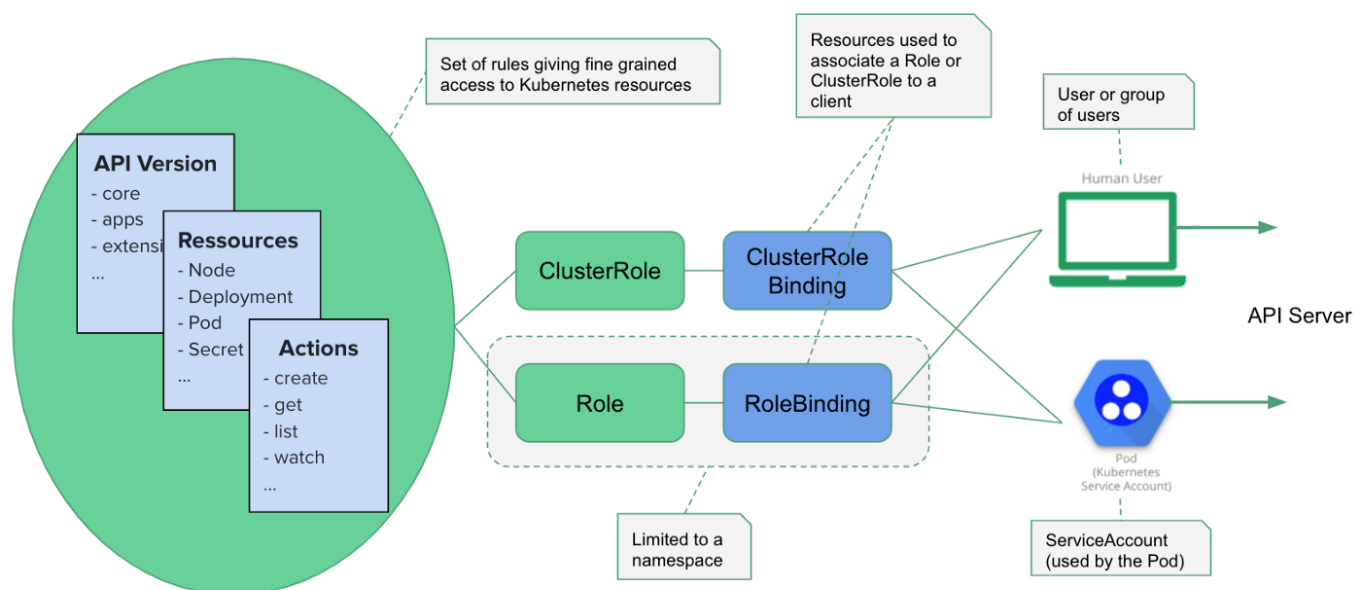 Set of rules giving fine grained
access to Kubernetes resources
Resources used to
associate a Role or
ClusterRole to a
client
User or group
of users
API Version
- core
- apps
- extensi
...
Ressources
- Node
- Deployment
- Pod
- Secret
...
Actions
- create
- get
- list
- watch
...
ClusterRole
ClusterRole
Binding
Role
RoleBinding
Human User
API Server
Pod
(Kubernetes
Service Account)
Limited to a
namespace
ServiceAccount
(used by the Pod)